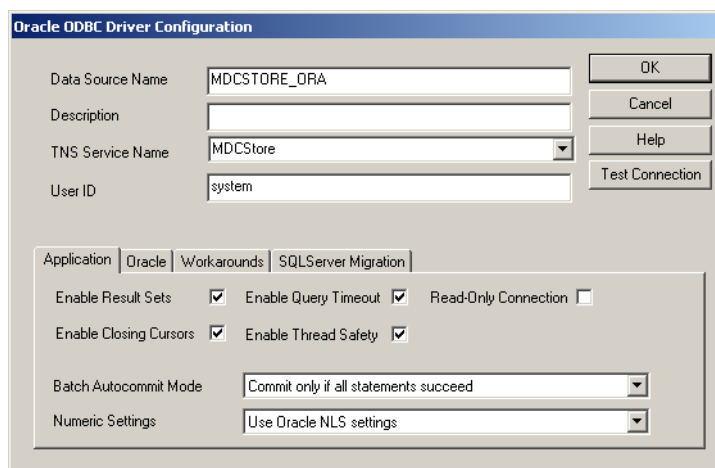 Oracle ODBC Driver Configuration
Data Source Name MDCSTORE_ORA OK
Description Cancel
TNS Service Name MDCStore Help
User ID system Test Connection
Application Oracle Workarounds SQLServer Migration
Enable Result Sets Enable Query Timeout Read-Only Connection
Enable Closing Cursors Enable Thread Safety
Batch Autocommit Mode Commit only if all statements succeed
Numeric Settings Use Oracle NLS settings